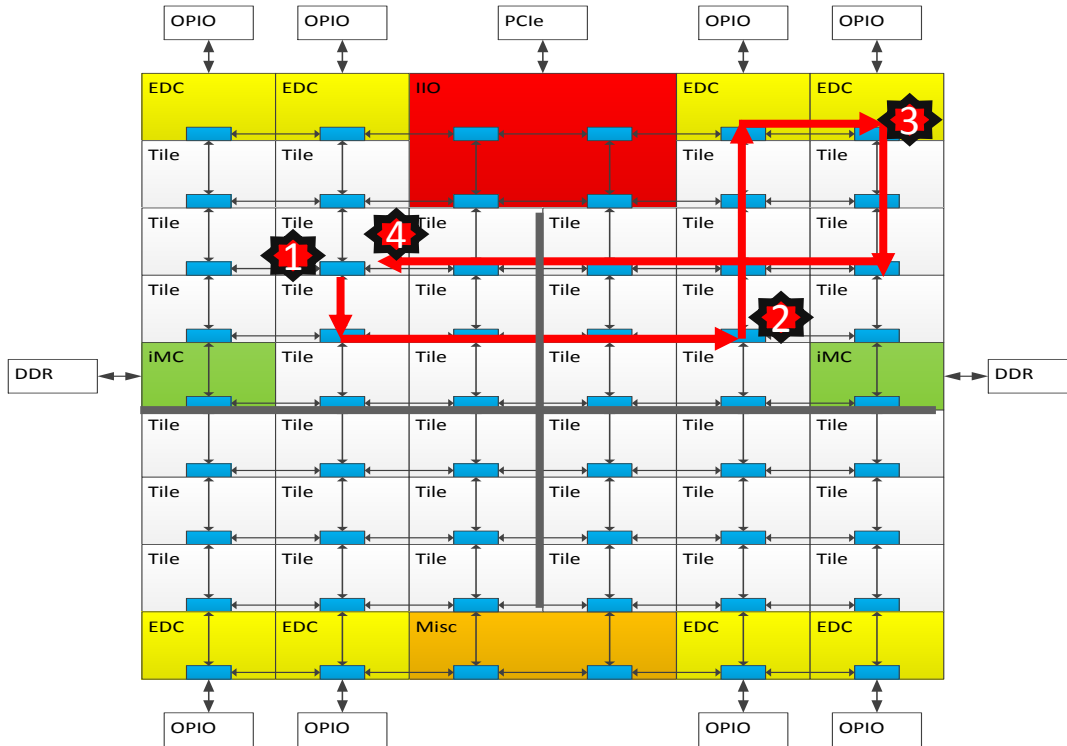 OPIO OPIO PCIe OPIO OPIO
EDC EDC IIO EDC EDC
3
Tile Tile Tile Tile
Tile Tile Tile Tile Tile Tile
4
1
Tile Tile Tile Tile Tile Tile
2
iMC Tile Tile Tile Tile iMC
DDR DDR
Tile Tile Tile Tile Tile Tile
Tile Tile Tile Tile Tile Tile
Tile Tile Tile Tile Tile Tile
EDC EDC Misc EDC EDC
OPIO OPIO OPIO OPIO